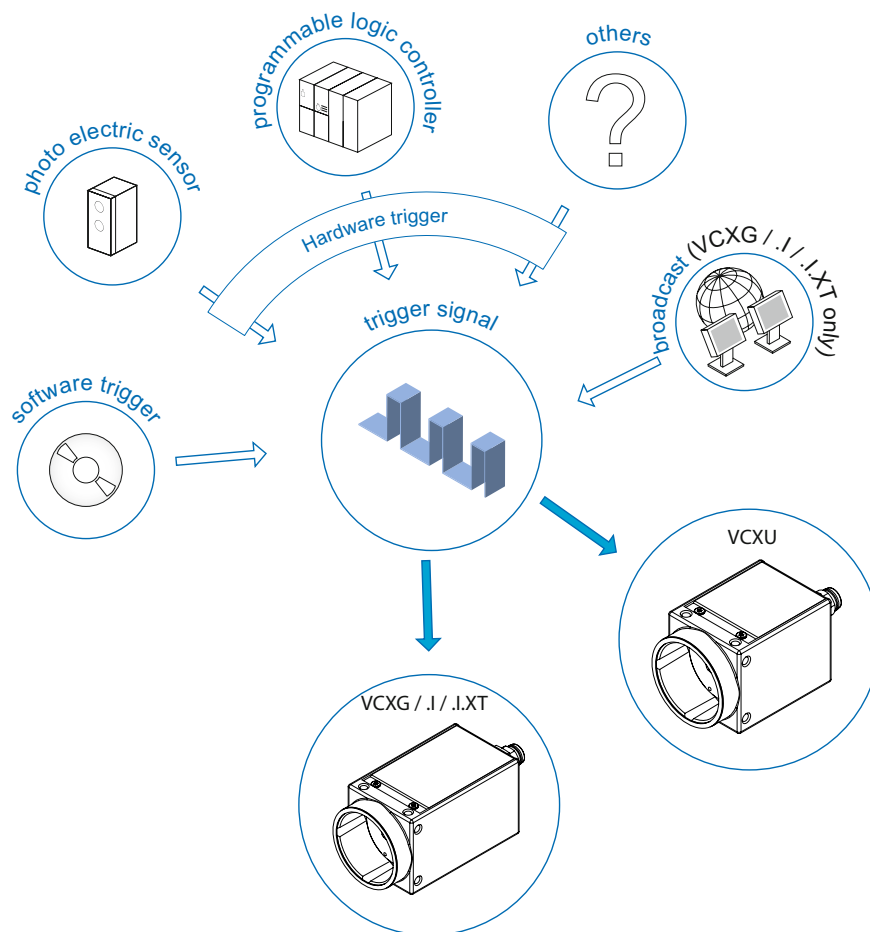 programmable logic controller
others
photo electric sensor
Hardware trigger
broadcast (VCXG / .I / .I.XT only)
trigger signal
software trigger
VCXU
VCXG / .I / .I.XT